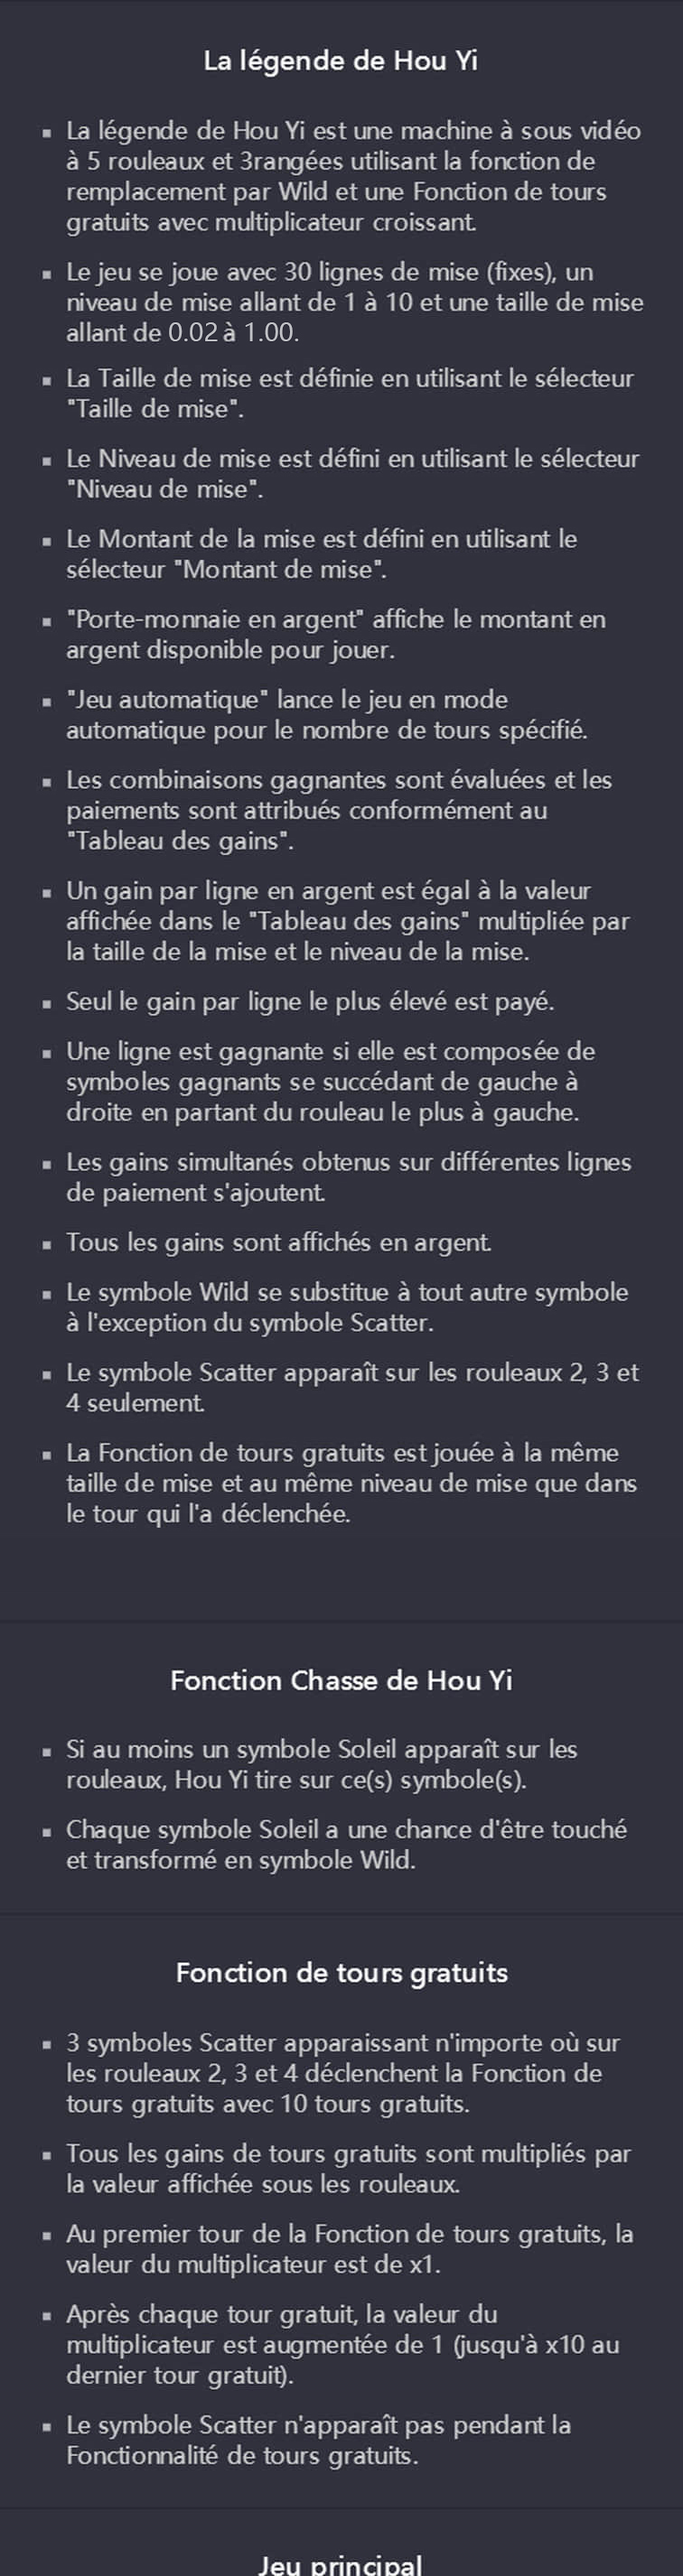 La légende de Hou Yi
▪ La légende de Hou Yi est une machine à sous vidéo
à 5 rouleaux et 3rangées utilisant la fonction de
remplacement par Wild et une Fonction de tours
gratuits avec multiplicateur croissant.
▪ Le jeu se joue avec 30 lignes de mise (fixes), un
niveau de mise allant de 1 à 10 et une taille de mise
allant de 0.02 à 1.00.
▪ La Taille de mise est définie en utilisant le sélecteur
"Taille de mise".
▪ Le Niveau de mise est défini en utilisant le sélecteur
"Niveau de mise".
▪ Le Montant de la mise est défini en utilisant le
sélecteur "Montant de mise".
▪ "Porte-monnaie en argent" affiche le montant en
argent disponible pour jouer.
▪ "Jeu automatique" lance le jeu en mode
automatique pour le nombre de tours spécifié.
▪ Les combinaisons gagnantes sont évaluées et les
paiements sont attribués conformément au
"Tableau des gains".
▪ Un gain par ligne en argent est égal à la valeur
affichée dans le "Tableau des gains" multipliée par
la taille de la mise et le niveau de la mise.
▪ Seul le gain par ligne le plus élevé est payé.
▪ Une ligne est gagnante si elle est composée de
symboles gagnants se succédant de gauche à
droite en partant du rouleau le plus à gauche.
▪ Les gains simultanés obtenus sur différentes lignes
de paiement s'ajoutent.
▪ Tous les gains sont affichés en argent.
▪ Le symbole Wild se substitue à tout autre symbole
à l'exception du symbole Scatter.
▪ Le symbole Scatter apparaît sur les rouleaux 2, 3 et
4 seulement.
▪ La Fonction de tours gratuits est jouée à la même
taille de mise et au même niveau de mise que dans
le tour qui l'a déclenchée.
Fonction Chasse de Hou Yi
▪ Si au moins un symbole Soleil apparaît sur les
rouleaux, Hou Yi tire sur ce(s) symbole(s).
▪ Chaque symbole Soleil a une chance d'être touché
et transformé en symbole Wild.
Fonction de tours gratuits
▪ 3 symboles Scatter apparaissant n'importe où sur
les rouleaux 2, 3 et 4 déclenchent la Fonction de
tours gratuits avec 10 tours gratuits.
▪ Tous les gains de tours gratuits sont multipliés par
la valeur affichée sous les rouleaux.
▪ Au premier tour de la Fonction de tours gratuits, la
valeur du multiplicateur est de x1.
▪ Après chaque tour gratuit, la valeur du
multiplicateur est augmentée de 1 (jusqu'à x10 au
dernier tour gratuit).
▪ Le symbole Scatter n'apparaît pas pendant la
Fonctionnalité de tours gratuits.
Jeu principal